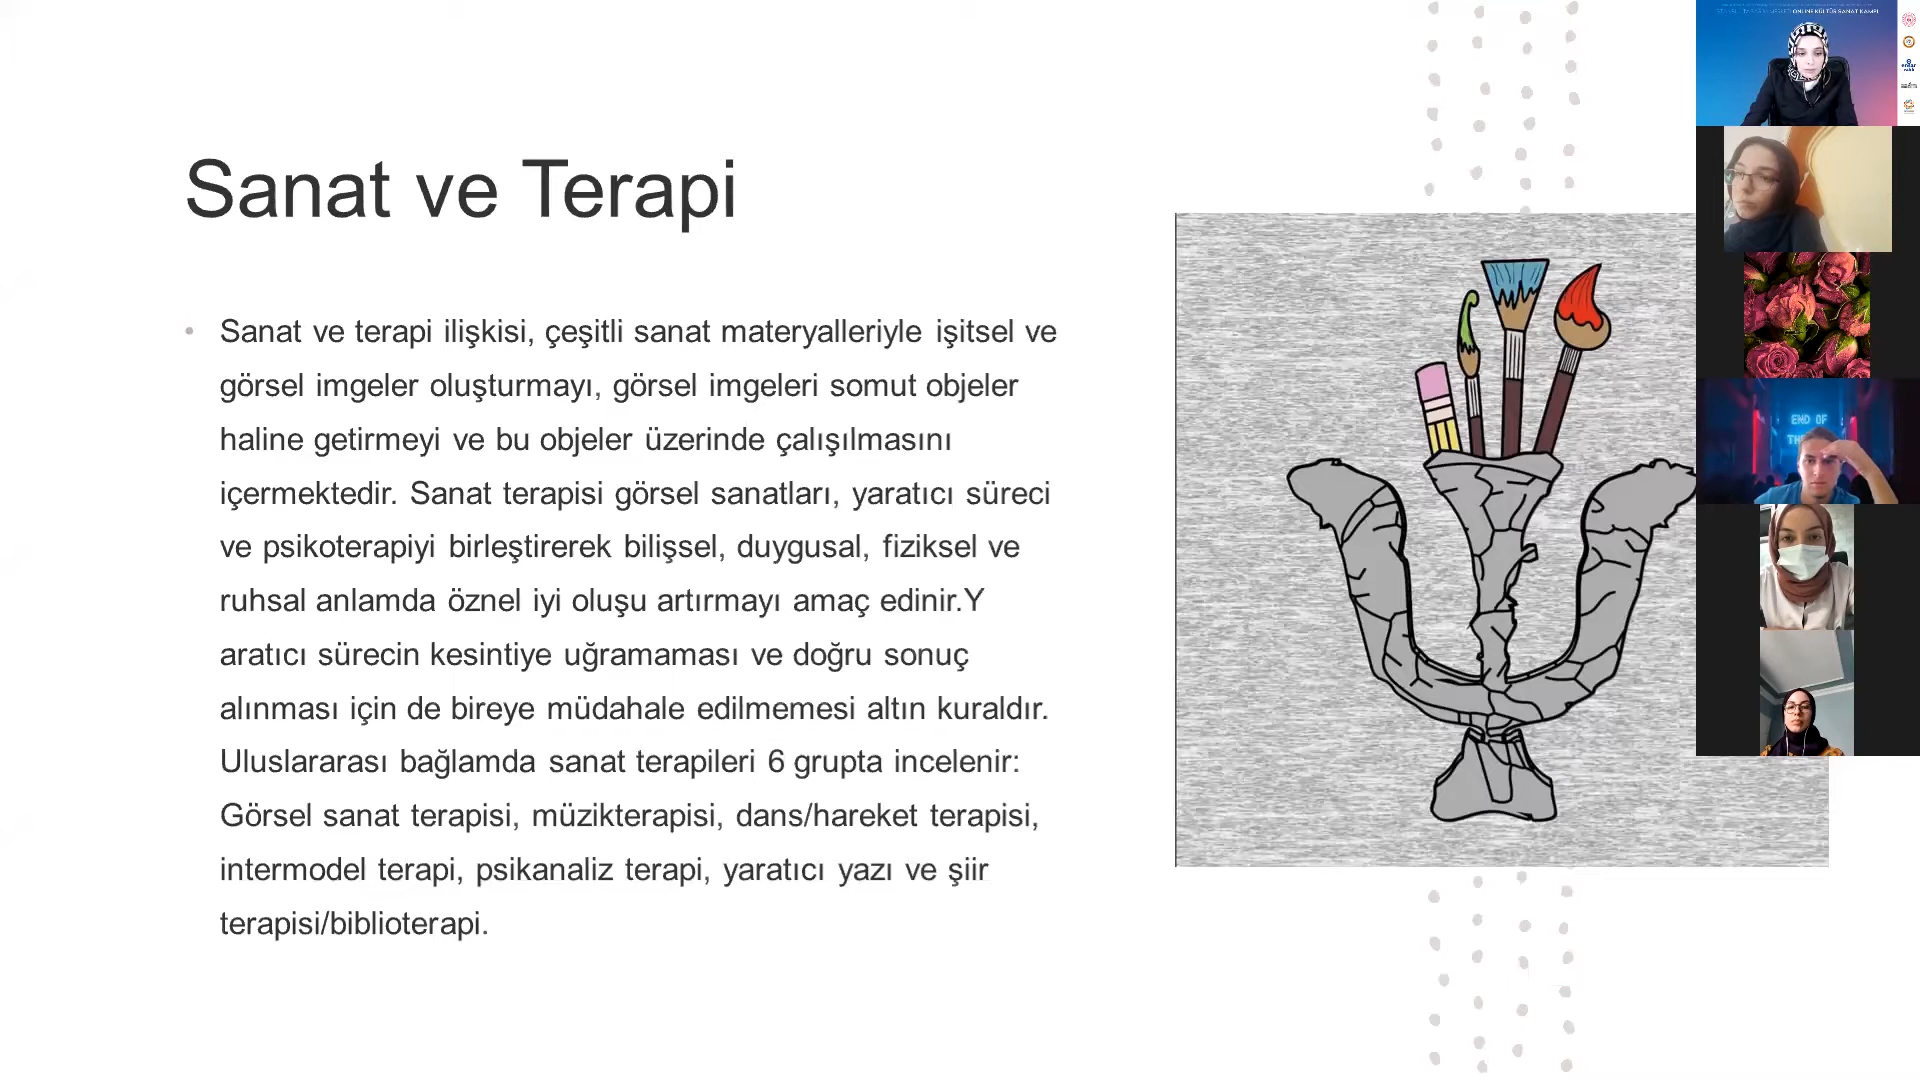 Sanat ve Terapi
• Sanat ve terapi ilişkisi, çeşitli sanat materyalleriyle işitsel ve
görsel imgeler oluşturmayı, görsel imgeleri somut objeler
haline getirmeyi ve bu objeler üzerinde çalışılmasını
içermektedir. Sanat terapisi görsel sanatları, yaratıcı süreci
ve psikoterapiyi birleştirerek bilişsel, duygusal, fiziksel ve
ruhsal anlamda öznel iyi oluşu artırmayı amaç edinir.Y
aratıcı sürecin kesintiye uğramaması ve doğru sonuç
alınması için de bireye müdahale edilmemesi altın kuraldır.
Uluslararası bağlamda sanat terapileri 6 grupta incelenir:
Görsel sanat terapisi, müzikterapisi, dans/hareket terapisi,
intermodel terapi, psikanaliz terapi, yaratıcı yazı ve şiir
terapisi/biblioterapi.
ONLINE KÜLTÜR SANAT KAMPI
END OF